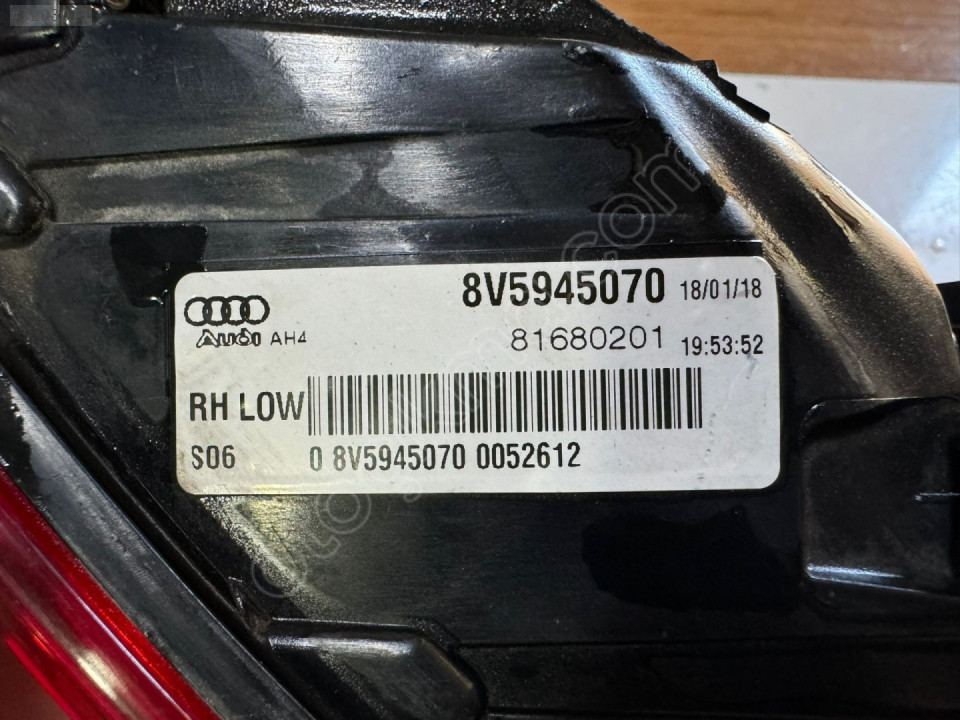 8V5945070 18/01/18
Audi AH4 81680201 19:53:52
RH LOW
S06 0 8V5945070 0052612